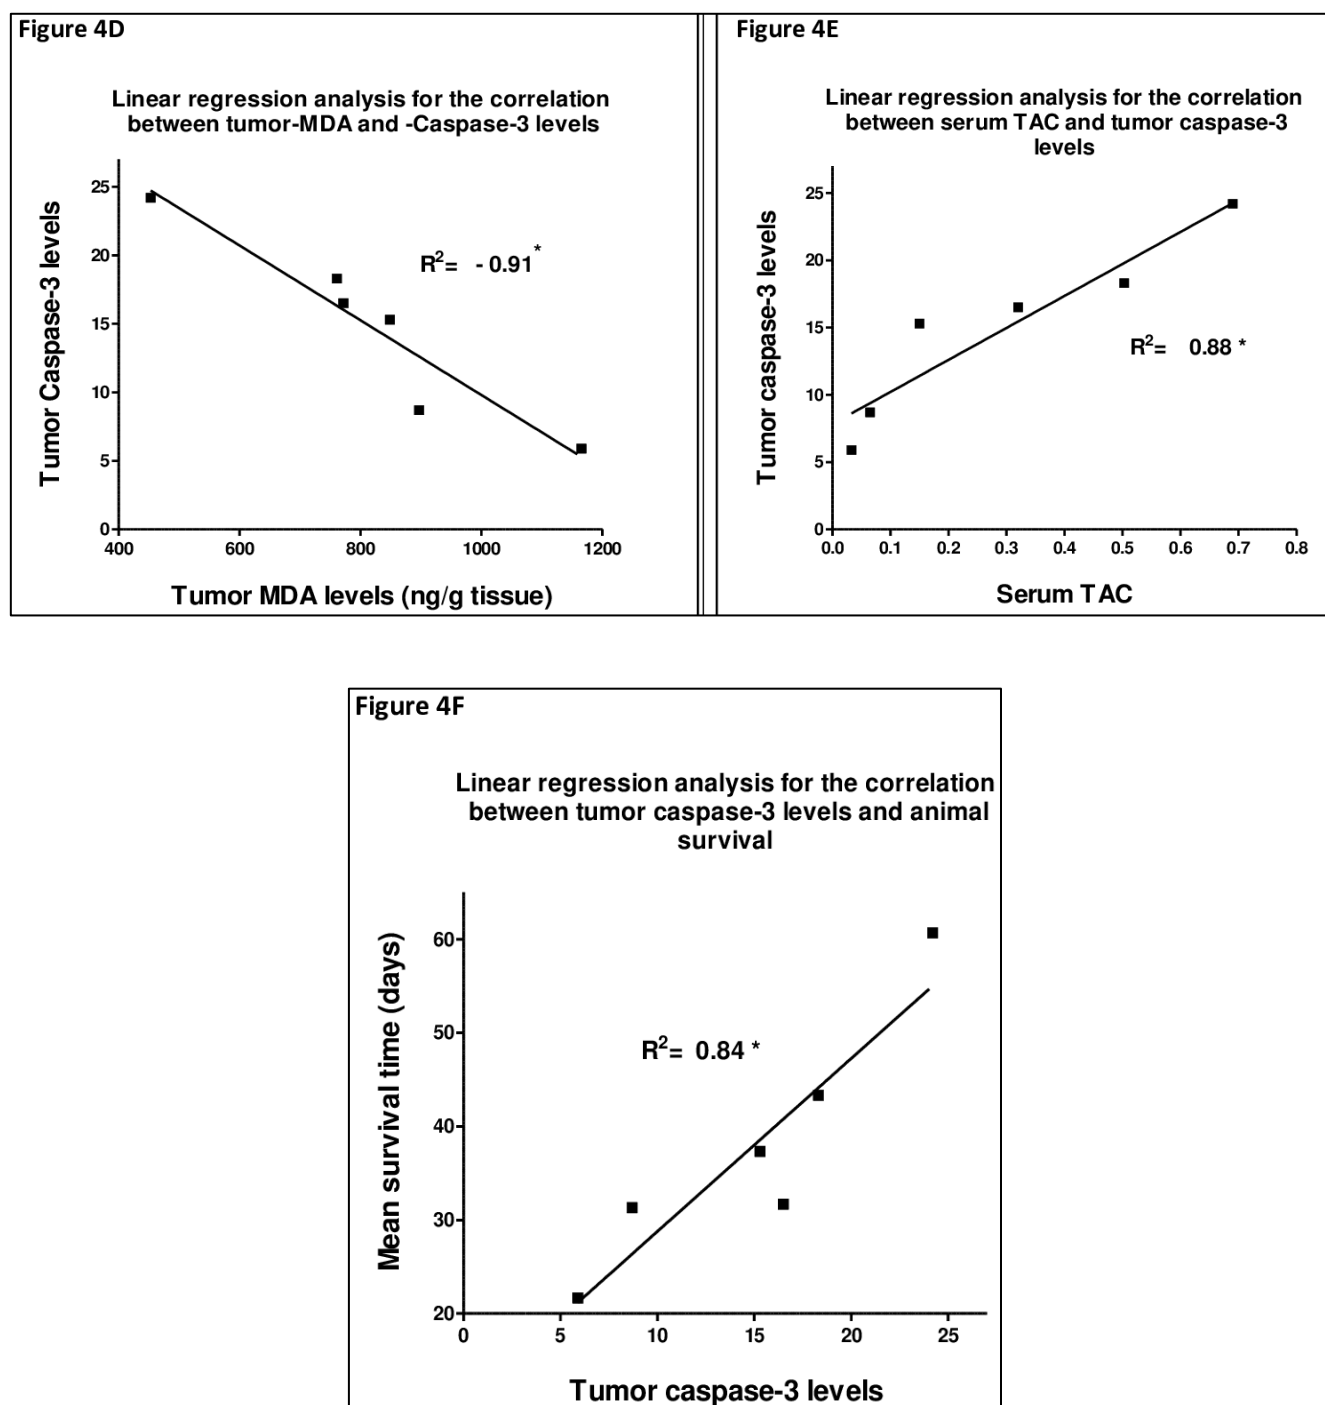 Figure 4D
Linear regression analysis for the correlation
between tumor-MDA and -Caspase-3 levels
Tumor Caspase-3 levels
25
20
15
10
5
0
R²= - 0.91*
400 600 800 1000 1200
Tumor MDA levels (ng/g tissue)
Figure 4E
Linear regression analysis for the correlation
between serum TAC and tumor caspase-3
levels
Tumor caspase-3 levels
25
20
15
10
5
0
R²= 0.88 *
0.0 0.1 0.2 0.3 0.4 0.5 0.6 0.7 0.8
Serum TAC
Figure 4F
Linear regression analysis for the correlation
between tumor caspase-3 levels and animal
survival
Mean survival time (days)
60
50
40
30
20
R²= 0.84 *
0 5 10 15 20 25
Tumor caspase-3 levels